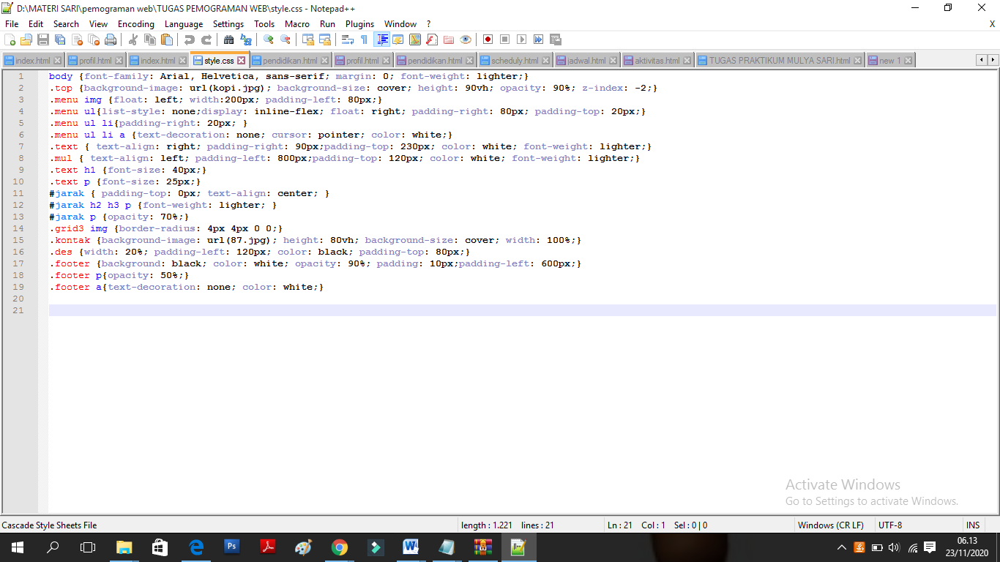 D:\MATERI SARI\pemograman web\TUGAS PEMOGRAMAN WEB\style.css - Notepad++
File Edit Search View Encoding Language Settings Tools Macro Run Plugins Window ? X
index.html profil.html index.html style.css pendidikan.html profil.html pendidikan.html scheduly.html jadwal.html aktivitas.html TUGAS PRAKTIKUM MULYA SARI.html new 1
1 body {font-family: Arial, Helvetica, sans-serif; margin: 0; font-weight: lighter;}
2 .top {background-image: url(kopi.jpg); background-size: cover; height: 90vh; opacity: 90%; z-index: -2;}
3 .menu img {float: left; width:200px; padding-left: 80px;}
4 .menu ul{list-style: none;display: inline-flex; float: right; padding-right: 80px; padding-top: 20px;}
5 .menu ul li{padding-right: 20px; }
6 .menu ul li a {text-decoration: none; cursor: pointer; color: white;}
7 .text { text-align: right; padding-right: 90px;padding-top: 230px; color: white; font-weight: lighter;}
8 .mul { text-align: left; padding-left: 800px;padding-top: 120px; color: white; font-weight: lighter;}
9 .text h1 {font-size: 40px;}
10 .text p {font-size: 25px;}
11 #jarak { padding-top: 0px; text-align: center; }
12 #jarak h2 h3 p {font-weight: lighter; }
13 #jarak p {opacity: 70%;}
14 .grid3 img {border-radius: 4px 4px 0 0;}
15 .kontak {background-image: url(87.jpg); height: 80vh; background-size: cover; width: 100%;}
16 .des {width: 20%; padding-left: 120px; color: black; padding-top: 80px;}
17 .footer {background: black; color: white; opacity: 90%; padding: 10px;padding-left: 600px;}
18 .footer p{opacity: 50%;}
19 .footer a{text-decoration: none; color: white;}
20
21
Activate Windows
Go to Settings to activate Windows.
Cascade Style Sheets File length : 1.221 lines : 21 Ln : 21 Col : 1 Sel : 0 | 0 Windows (CR LF) UTF-8 INS
06.13
23/11/2020